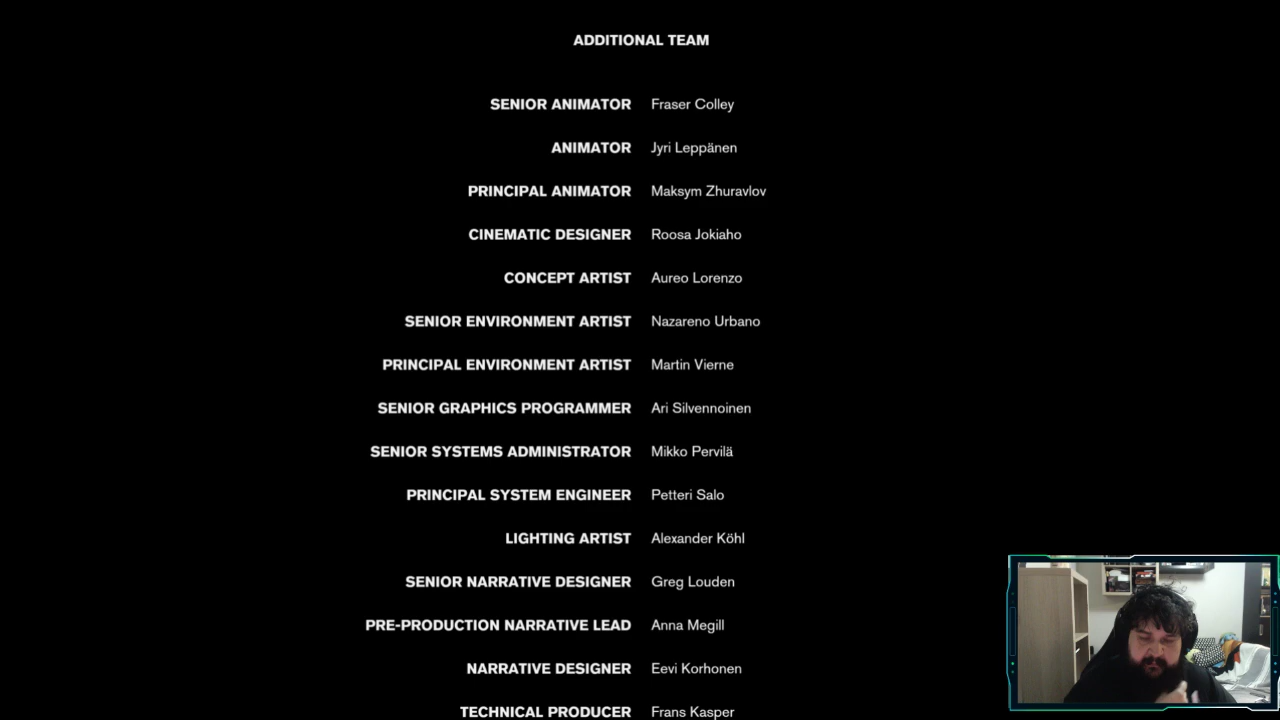 ADDITIONAL TEAM
SENIOR ANIMATOR Fraser Colley
ANIMATOR Jyri Leppänen
PRINCIPAL ANIMATOR Maksym Zhuravlov
CINEMATIC DESIGNER Roosa Jokiaho
CONCEPT ARTIST Aureo Lorenzo
SENIOR ENVIRONMENT ARTIST Nazareno Urbano
PRINCIPAL ENVIRONMENT ARTIST Martin Vierne
SENIOR GRAPHICS PROGRAMMER Ari Silvennoinen
SENIOR SYSTEMS ADMINISTRATOR Mikko Pervilä
PRINCIPAL SYSTEM ENGINEER Petteri Salo
LIGHTING ARTIST Alexander Köhl
SENIOR NARRATIVE DESIGNER Greg Louden
PRE-PRODUCTION NARRATIVE LEAD Anna Megill
NARRATIVE DESIGNER Eevi Korhonen
TECHNICAL PRODUCER Frans Kasper